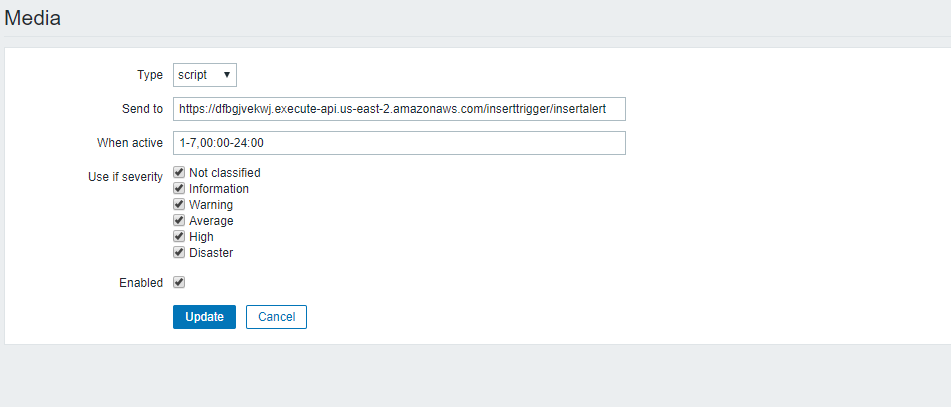 Media
Type script
Send to https://dfbgjvekwj.execute-api.us-east-2.amazonaws.com/inserttrigger/insertalert
When active 1-7,00:00-24:00
Use if severity Not classified
Information
Warning
Average
High
Disaster
Enabled
Update Cancel